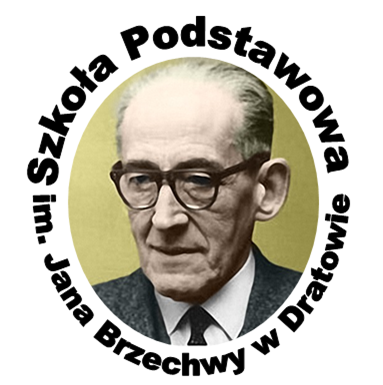 Szkoła Podstawowa
im. Jana Brzechwy w Dratowie